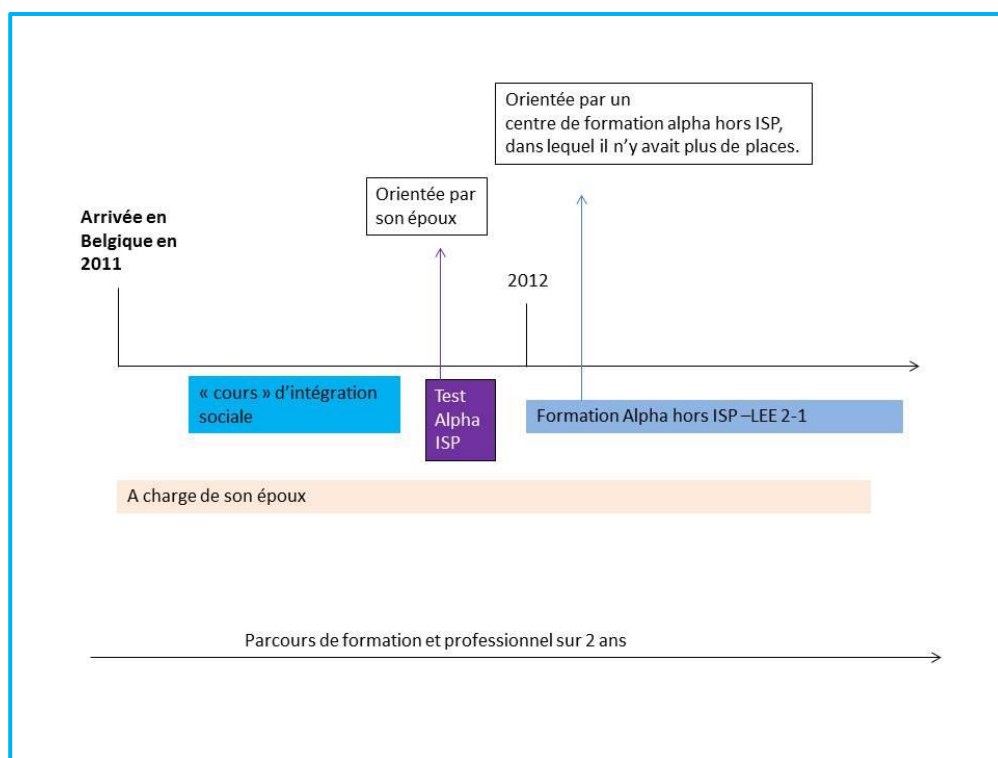 Orientée par un
centre de formation alpha hors ISP,
dans lequel il n'y avait plus de places.
Orientée par
son époux
Arrivée en
Belgique en
2011
2012
« cours » d'intégration
sociale
Test
Alpha
ISP
Formation Alpha hors ISP –LEE 2-1
A charge de son époux
Parcours de formation et professionnel sur 2 ans